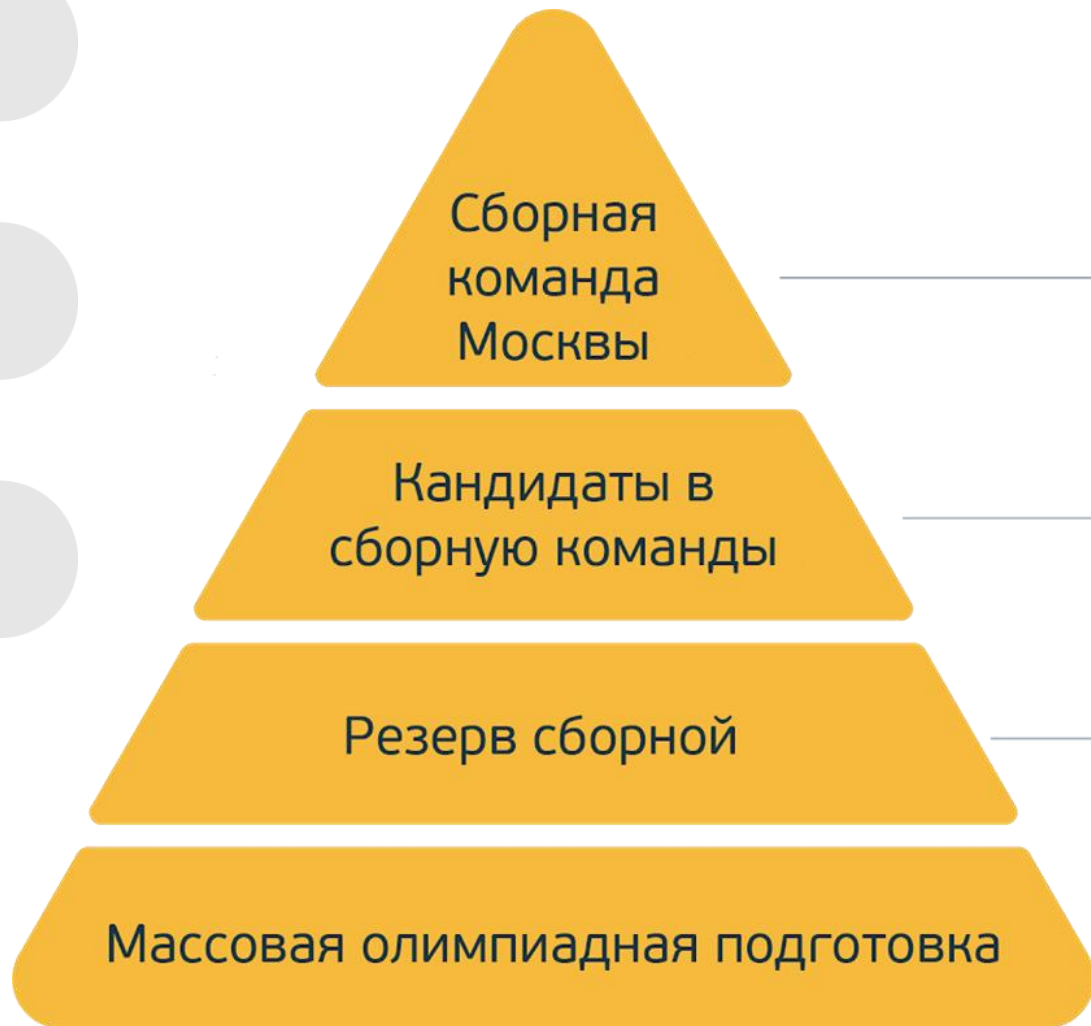 Сборная
команда
Москвы
Кандидаты в
сборную команды
Резерв сборной
Массовая олимпиадная подготовка